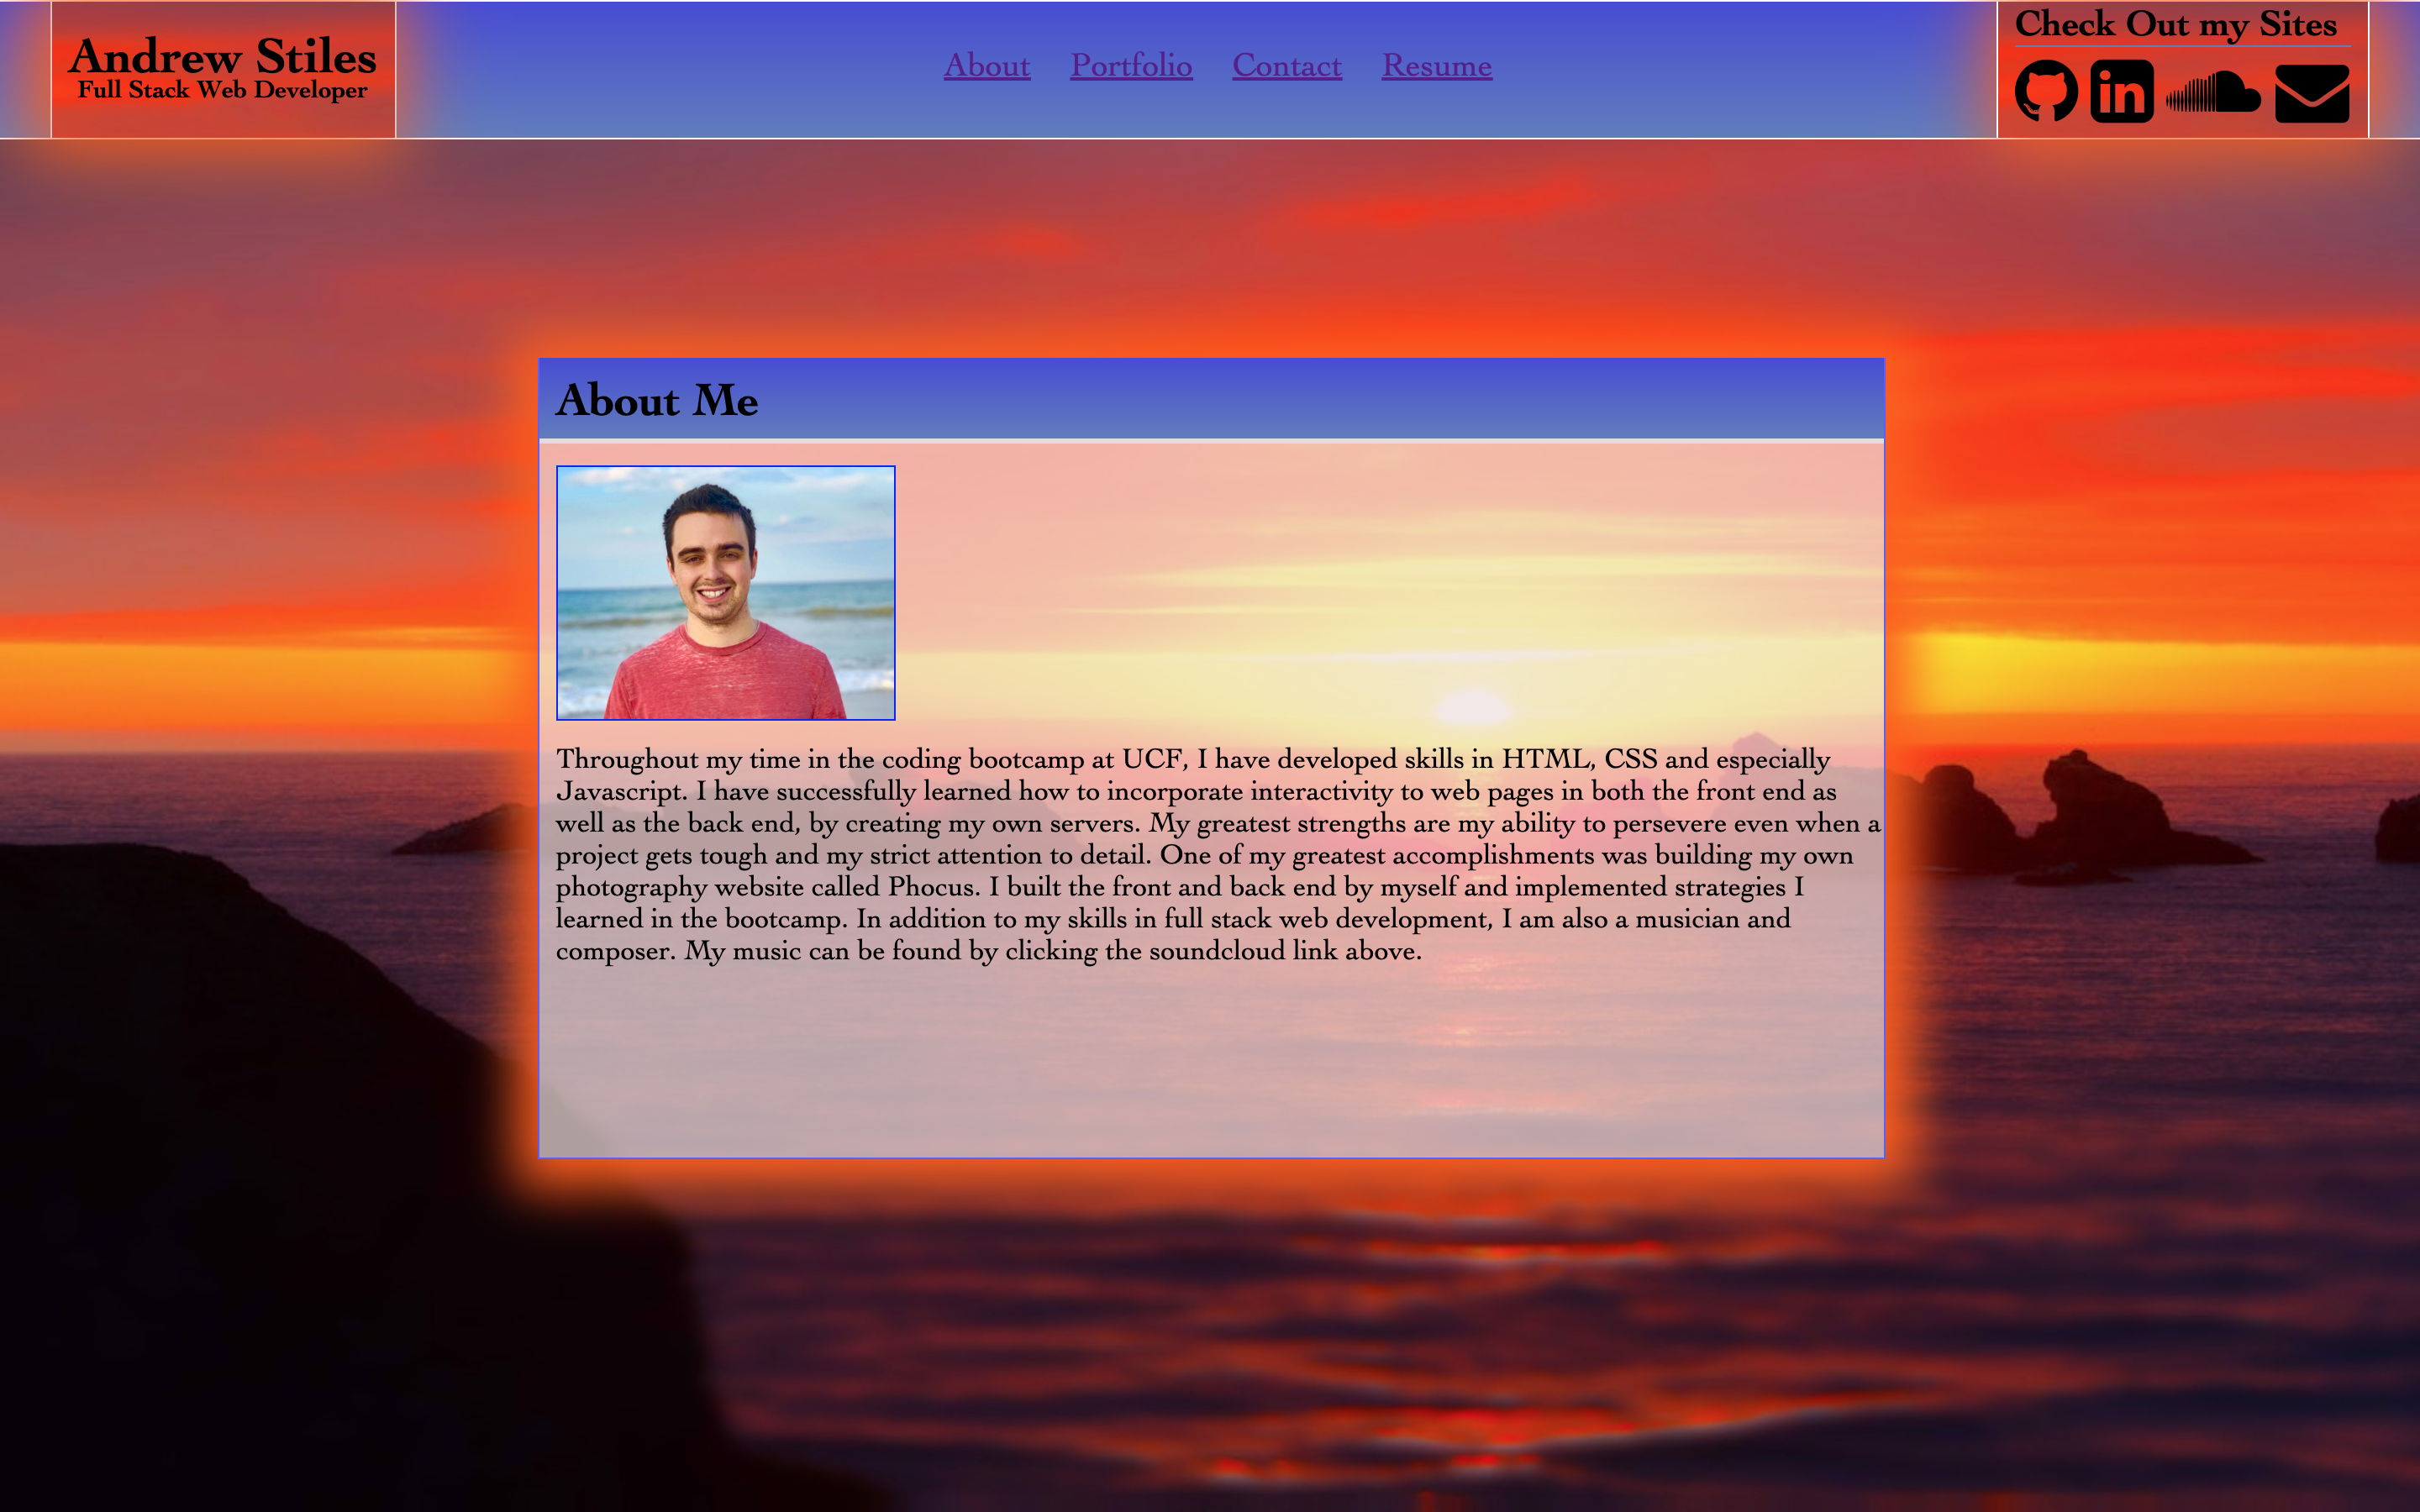 Andrew Stiles
Full Stack Web Developer
About Portfolio Contact Resume
Check Out my Sites
in
About Me
Throughout my time in the coding bootcamp at UCF, I have developed skills in HTML, CSS and especially
Javascript. I have successfully learned how to incorporate interactivity to web pages in both the front end as
well as the back end, by creating my own servers. My greatest strengths are my ability to persevere even when a
project gets tough and my strict attention to detail. One of my greatest accomplishments was building my own
photography website called Phocus. I built the front and back end by myself and implemented strategies I
learned in the bootcamp. In addition to my skills in full stack web development, I am also a musician and
composer. My music can be found by clicking the soundcloud link above.